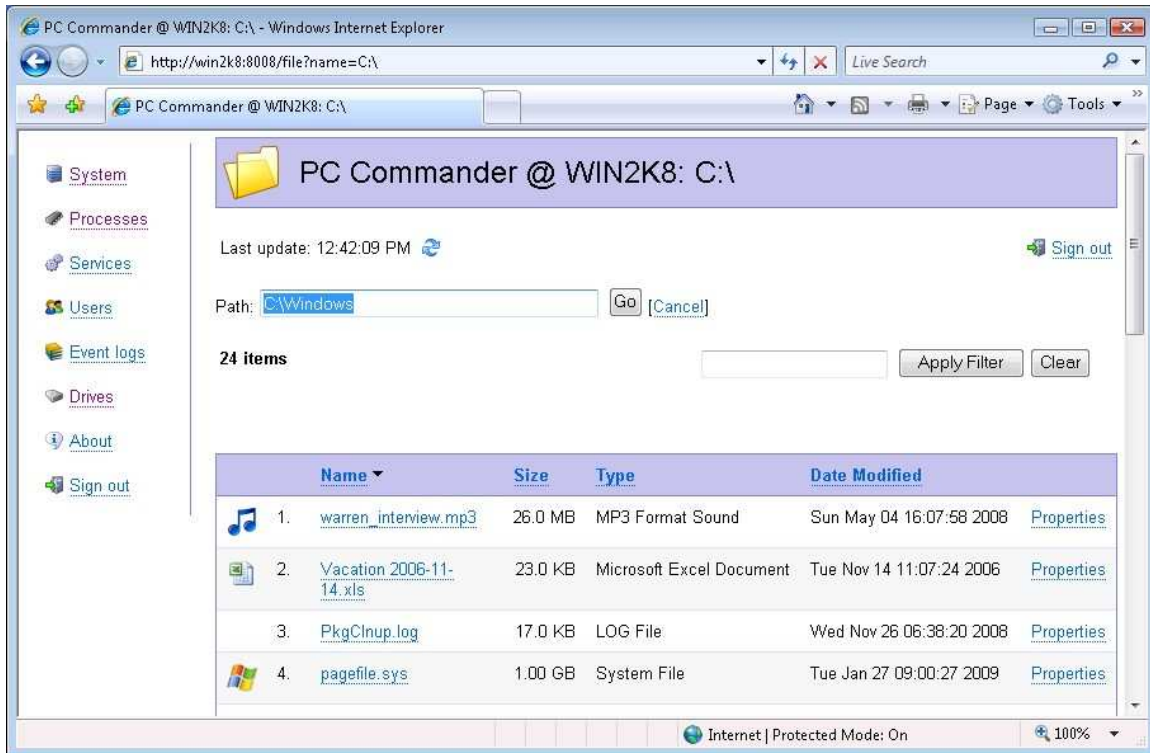 PC Commander @ WIN2K8: C:\ - Windows Internet Explorer
http://win2k8:8008/file?name=C:\
Live Search
PC Commander @ WIN2K8: C:\
Page
Tools
System
Processes
Services
Users
Event logs
Drives
About
Sign out
PC Commander @ WIN2K8: C:\
Last update: 12:42:09 PM
Sign out
Path: C:\Windows Go [Cancel]
24 items
Apply Filter Clear
Name Size Type Date Modified
1. warren_interview.mp3 26.0 MB MP3 Format Sound Sun May 04 16:07:58 2008 Properties
2. Vacation 2006-11-
14.xls 23.0 KB Microsoft Excel Document Tue Nov 14 11:07:24 2006 Properties
3. PkgClnup.log 17.0 KB LOG File Wed Nov 26 06:38:20 2008 Properties
4. pagefile.sys 1.00 GB System File Tue Jan 27 09:00:27 2009 Properties
Internet | Protected Mode: On
100%